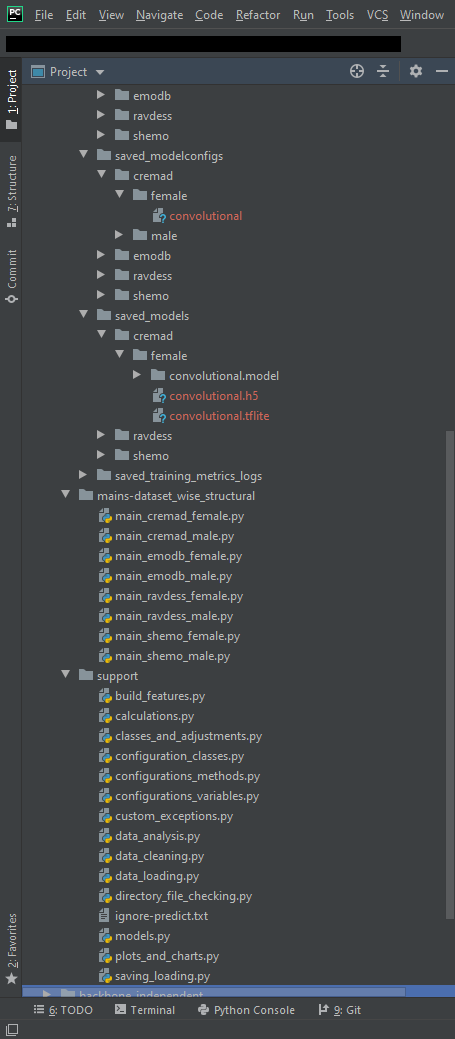 PC File Edit View Navigate Code Refactor Run Tools VCS Window
Project
1: Project
emodb
ravdess
shemo
saved_modelconfigs
cremad
female
convolutional
male
emodb
ravdess
shemo
saved_models
cremad
female
convolutional.model
convolutional.h5
convolutional.tflite
ravdess
shemo
saved_training_metrics_logs
mains-dataset_wise_structural
main_cremad_female.py
main_cremad_male.py
main_emodb_female.py
main_emodb_male.py
main_ravdess_female.py
main_ravdess_male.py
main_shemo_female.py
main_shemo_male.py
support
build_features.py
calculations.py
classes_and_adjustments.py
configuration_classes.py
configurations_methods.py
configurations_variables.py
custom_exceptions.py
data_analysis.py
data_cleaning.py
data_loading.py
directory_file_checking.py
ignore-predict.txt
models.py
plots_and_charts.py
saving_loading.py
backbone_independent
7: Structure
Commit
2: Favorites
6: TODO Terminal Python Console 9: Git